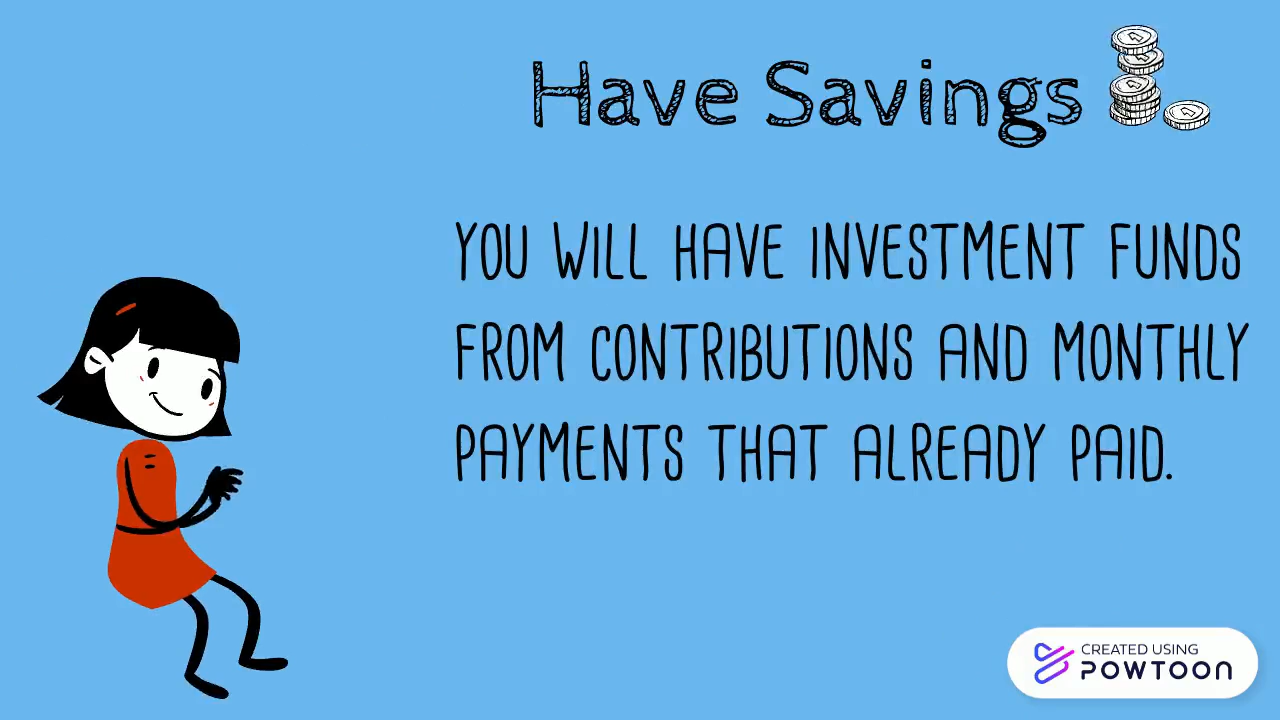 Have Savings
YOU WILL HAVE INVESTMENT FUNDS
FROM CONTRIBUTIONS AND MONTHLY
PAYMENTS THAT ALREADY PAID.
CREATED USING
POWTOON